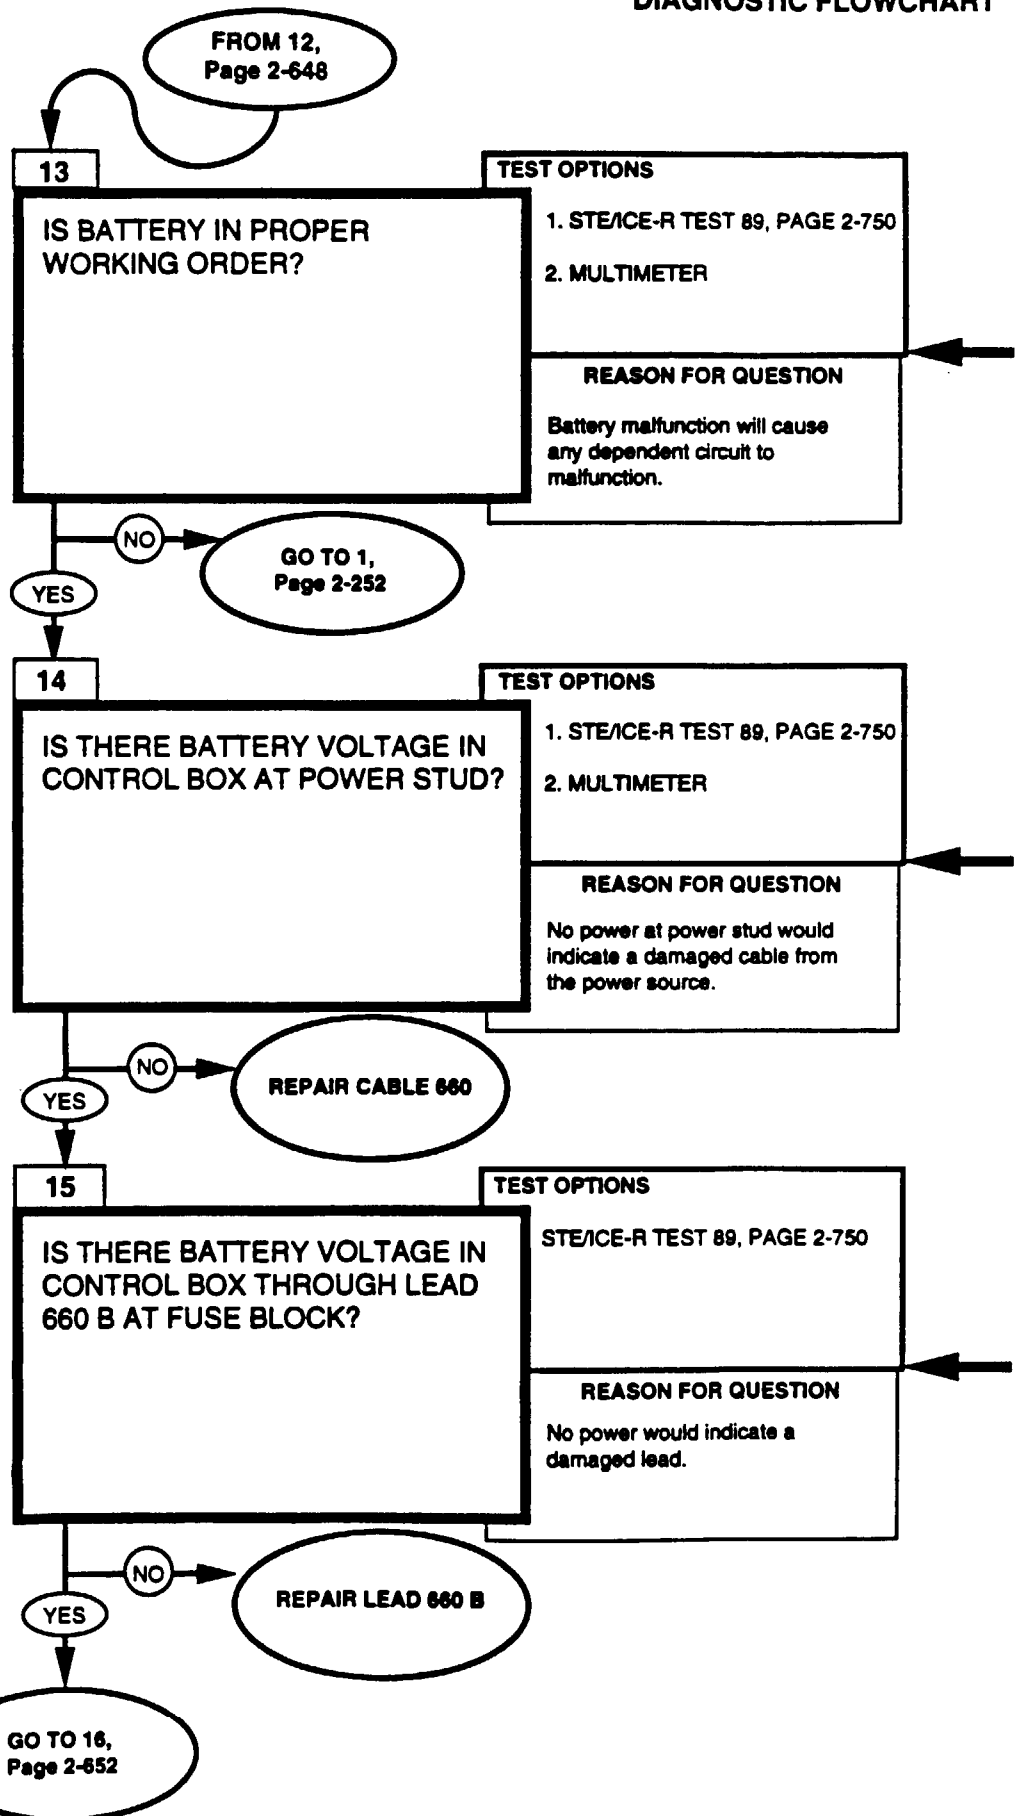 DIAGNOSTIC FLOWCHART
FROM 12,
Page 2-648
13
IS BATTERY IN PROPER
WORKING ORDER?
TEST OPTIONS
1. STE/ICE-R TEST 89, PAGE 2-750
2. MULTIMETER
REASON FOR QUESTION
Battery malfunction will cause
any dependent circuit to
malfunction.
NO
GO TO 1,
Page 2-252
YES
14
IS THERE BATTERY VOLTAGE IN
CONTROL BOX AT POWER STUD?
TEST OPTIONS
1. STE/ICE-R TEST 89, PAGE 2-750
2. MULTIMETER
REASON FOR QUESTION
No power at power stud would
indicate a damaged cable from
the power source.
NO
REPAIR CABLE 660
YES
15
IS THERE BATTERY VOLTAGE IN
CONTROL BOX THROUGH LEAD
660 B AT FUSE BLOCK?
TEST OPTIONS
STE/ICE-R TEST 89, PAGE 2-750
REASON FOR QUESTION
No power would indicate a
damaged lead.
NO
REPAIR LEAD 660 B
YES
GO TO 16,
Page 2-652